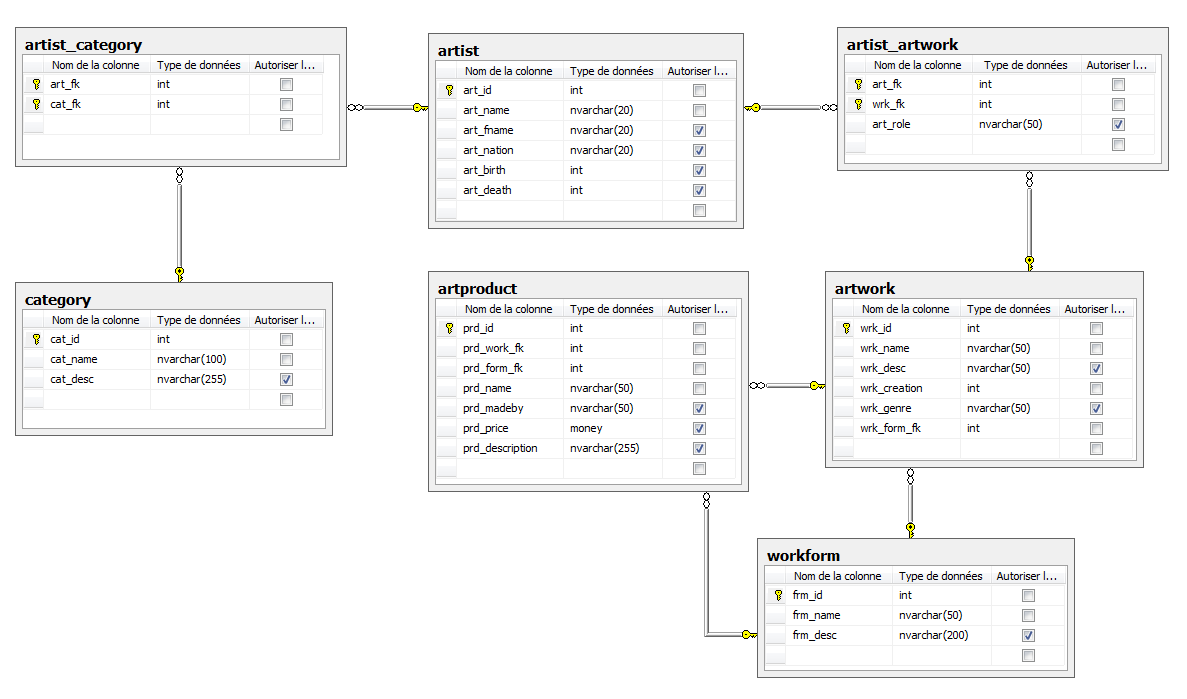 artist_category
Nom de la colonne Type de données Autoriser l...
art_fk int
cat_fk int
artist
Nom de la colonne Type de données Autoriser l...
art_id int
art_name nvarchar(20)
art_fname nvarchar(20)
art_nation nvarchar(20)
art_birth int
art_death int
artist_artwork
Nom de la colonne Type de données Autoriser l...
art_fk int
wrk_fk int
art_role nvarchar(50)
category
Nom de la colonne Type de données Autoriser l...
cat_id int
cat_name nvarchar(100)
cat_desc nvarchar(255)
artproduct
Nom de la colonne Type de données Autoriser l...
prd_id int
prd_work_fk int
prd_form_fk int
prd_name nvarchar(50)
prd_madeby nvarchar(50)
prd_price money
prd_description nvarchar(255)
artwork
Nom de la colonne Type de données Autoriser l...
wrk_id int
wrk_name nvarchar(50)
wrk_desc nvarchar(50)
wrk_creation int
wrk_genre nvarchar(50)
wrk_form_fk int
workform
Nom de la colonne Type de données Autoriser l...
frm_id int
frm_name nvarchar(50)
frm_desc nvarchar(200)